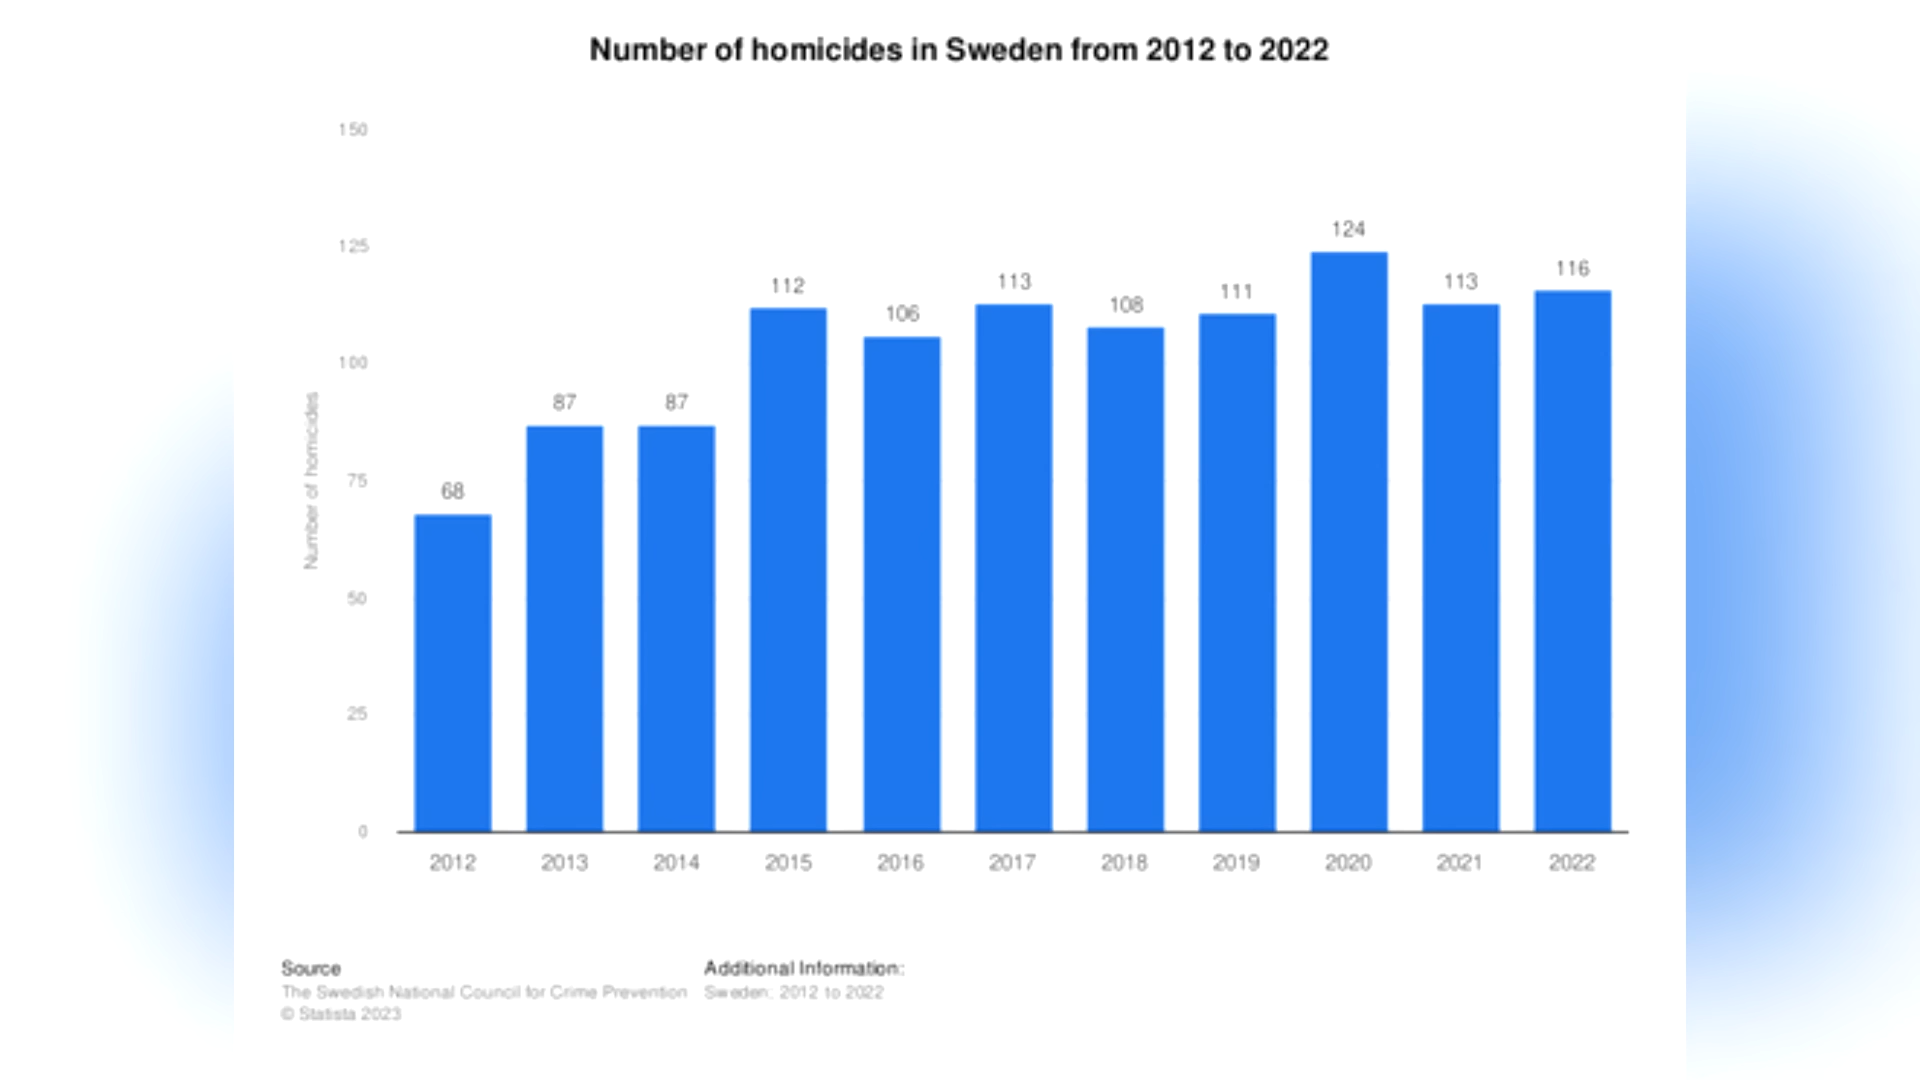 Number of homicides in Sweden from 2012 to 2022
150
125
100
75
50
25
0
Number of homicides
68
87
87
112
106
113
108
111
124
113
116
2012 2013 2014 2015 2016 2017 2018 2019 2020 2021 2022
Source
The Swedish National Council for Crime Prevention
© Statista 2023
Additional Information:
Sweden; 2012 to 2022